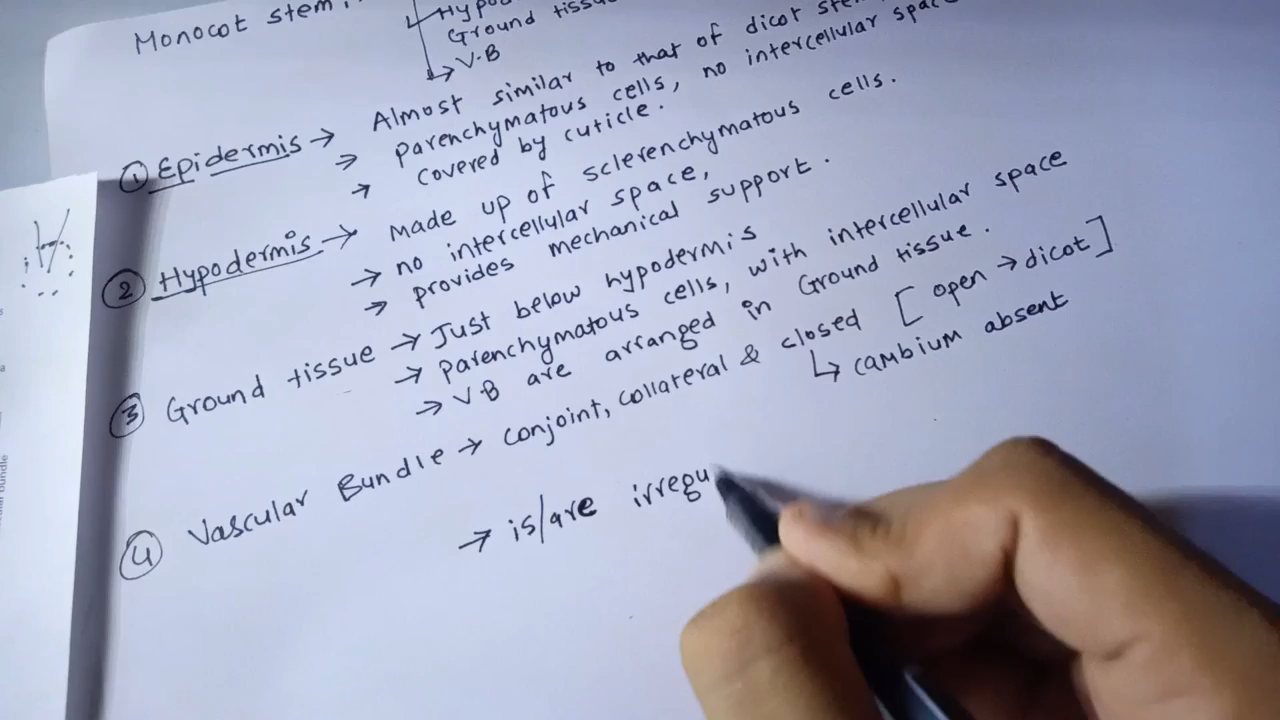 Monocot stem :
Ground tissue
→ V.B
① Epidermis → Almost similar to that of dicot
→ parenchymatous cells, no intercellular space
→ covered by cuticle.
② Hypodermis → Made up of sclerenchymatous cells.
→ no intercellular space,
→ provides mechanical support.
③ Ground tissue → Just below hypodermis
→ parenchymatous cells, with intercellular space
→ V.B are arranged in Ground tissue.
④ Vascular Bundle → conjoint, collateral & closed [open → dicot]
↳ cambium absent
→ is/are irregu